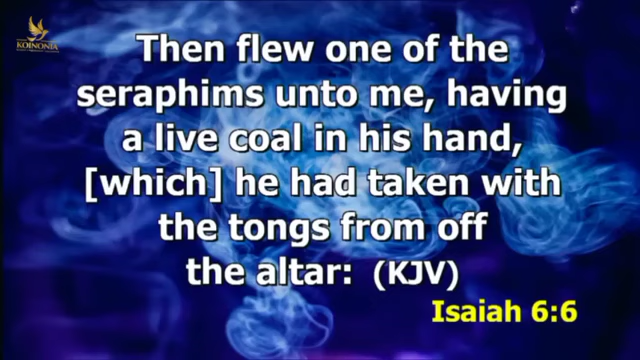 KOINONIA
Then flew one of the
seraphims unto me, having
a live coal in his hand,
[which] he had taken with
the tongs from off
the altar: (KJV)
Isaiah 6:6